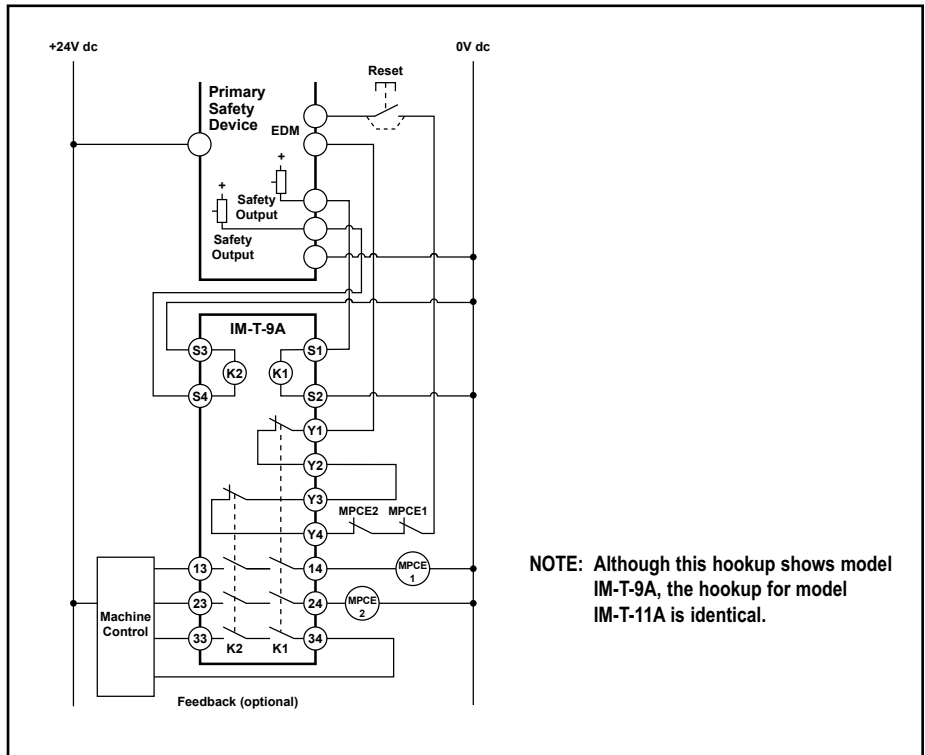 +24V dc
0V dc
Reset
Primary
Safety
Device
EDM
+
Safety
Output
+
Safety
Output
IM-T-9A
S3
S1
K2
K1
S4
S2
Y1
Y2
Y3
MPCE2
MPCE1
Y4
13
14
MPCE
1
23
24
MPCE
2
Machine
Control
33
34
K2
K1
Feedback (optional)
NOTE: Although this hookup shows model
IM-T-9A, the hookup for model
IM-T-11A is identical.